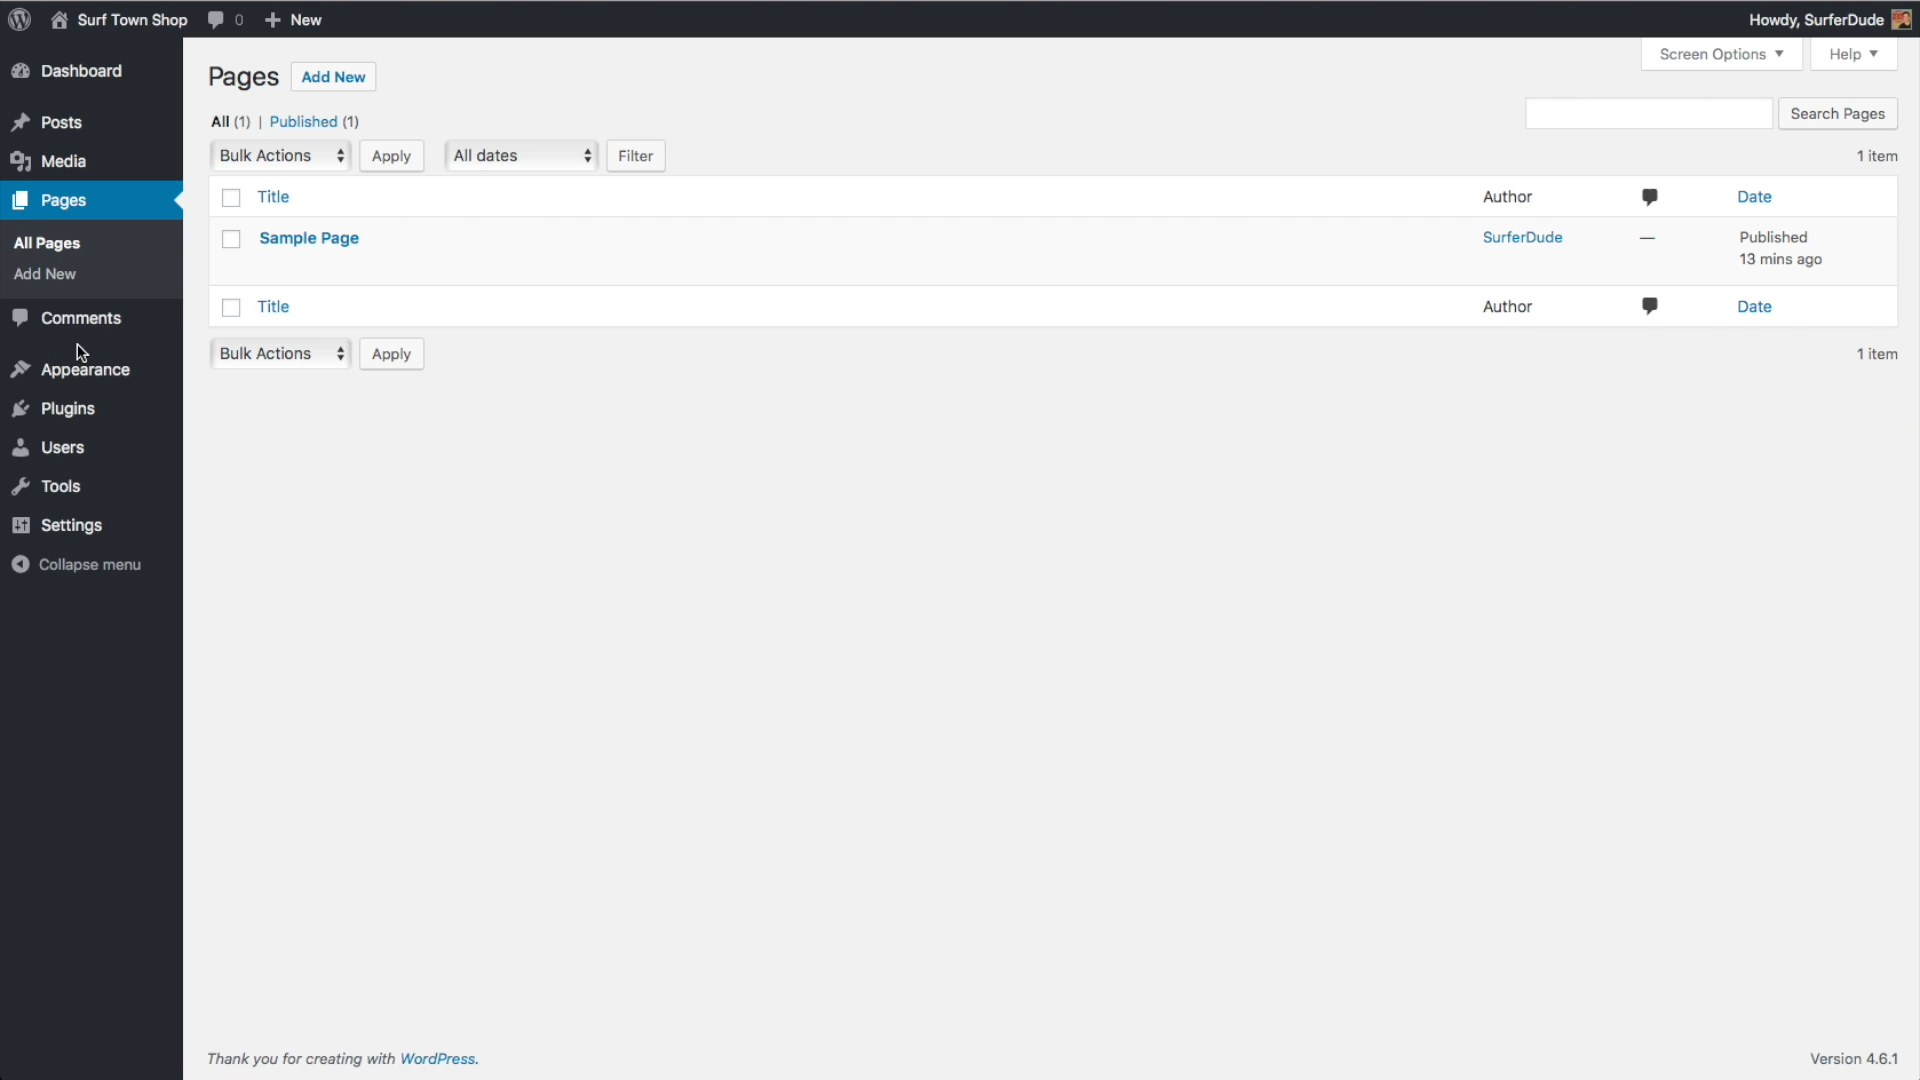 Surf Town Shop 0 New Howdy, SurferDude
Dashboard
Posts
Media
Pages
All Pages
Add New
Comments
Appearance
Plugins
Users
Tools
Settings
Collapse menu
Screen Options Help
Pages Add New
All (1) | Published (1)
Search Pages
Bulk Actions Apply All dates Filter 1 item
Title Author Date
Sample Page SurferDude — Published
13 mins ago
Title Author Date
Bulk Actions Apply 1 item
Thank you for creating with WordPress. Version 4.6.1